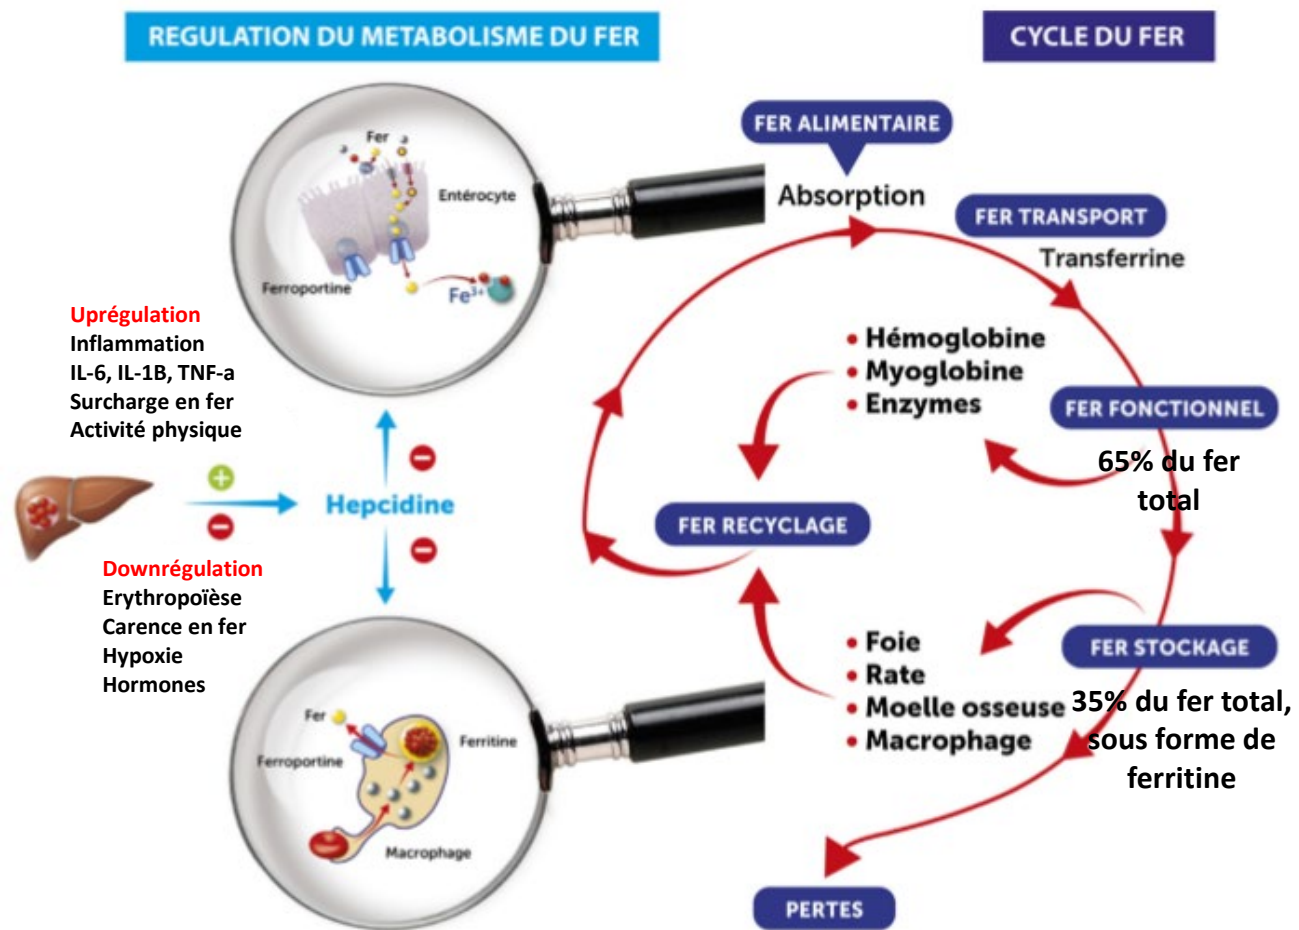 REGULATION DU METABOLISME DU FER
CYCLE DU FER
Fer
Entérocyte
Ferroportine
Fe³⁺
Uprégulation
Inflammation
IL-6, IL-1B, TNF-a
Surcharge en fer
Activité physique
Hepcidine
Downrégulation
Erythropoïèse
Carence en fer
Hypoxie
Hormones
Fer
Ferritine
Ferroportine
Macrophage
FER ALIMENTAIRE
Absorption
FER TRANSPORT
Transferrine
• Hémoglobine
• Myoglobine
• Enzymes
FER FONCTIONNEL
65% du fer
total
FER RECYCLAGE
• Foie
• Rate
• Moelle osseuse
• Macrophage
FER STOCKAGE
35% du fer total,
sous forme de
ferritine
PERTES